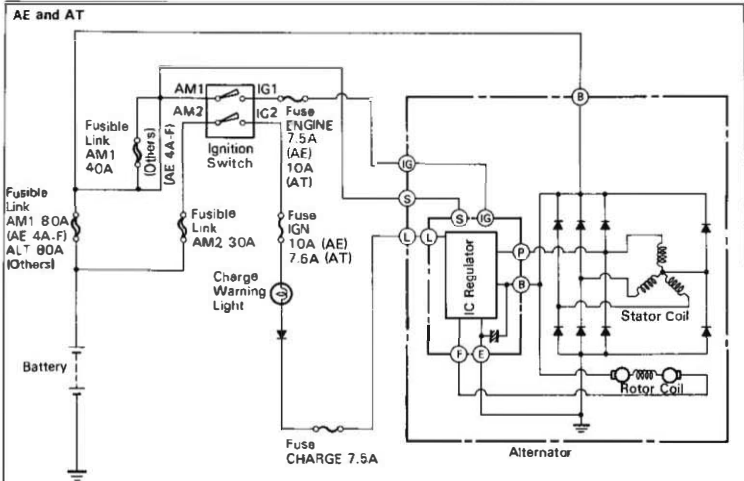 AE and AT
AM1
IG1
AM2
IG2
Ignition
Switch
Fuse
ENGINE
7.5A
(AE)
10A
(AT)
Fusible
Link
AM1
40A
(Others)
(AE 4A-F)
Fusible
Link
AM1 80A
(AE 4A-F)
ALT 80A
(Others)
Fusible
Link
AM2 30A
Fuse
IGN
10A (AE)
7.5A (AT)
Charge
Warning
Light
Battery
Fuse
CHARGE 7.5A
B
IG
S
L
S
IG
L
P
B
F
E
IC Regulator
Stator Coil
Rotor Coil
Alternator